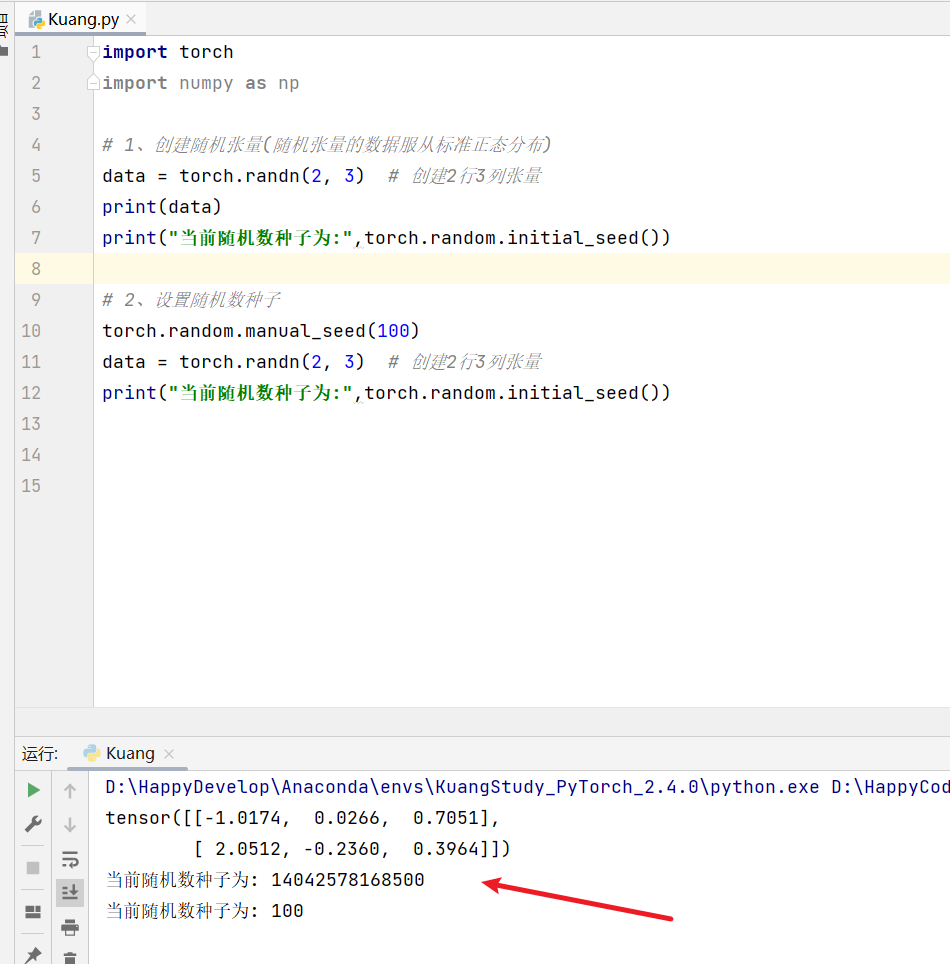 Kuang.py
1 import torch
2 import numpy as np
3
4 # 1、创建随机张量(随机张量的数据服从标准正态分布)
5 data = torch.randn(2, 3)  # 创建2行3列张量
6 print(data)
7 print("当前随机数种子为:",torch.random.initial_seed())
8
9 # 2、设置随机数种子
10 torch.random.manual_seed(100)
11 data = torch.randn(2, 3)  # 创建2行3列张量
12 print("当前随机数种子为:",torch.random.initial_seed())
13
14
15
运行: Kuang
D:\HappyDevelop\Anaconda\envs\KuangStudy_PyTorch_2.4.0\python.exe D:\HappyCod
tensor([[-1.0174,  0.0266,  0.7051],
        [ 2.0512, -0.2360,  0.3964]])
当前随机数种子为: 14042578168500
当前随机数种子为: 100